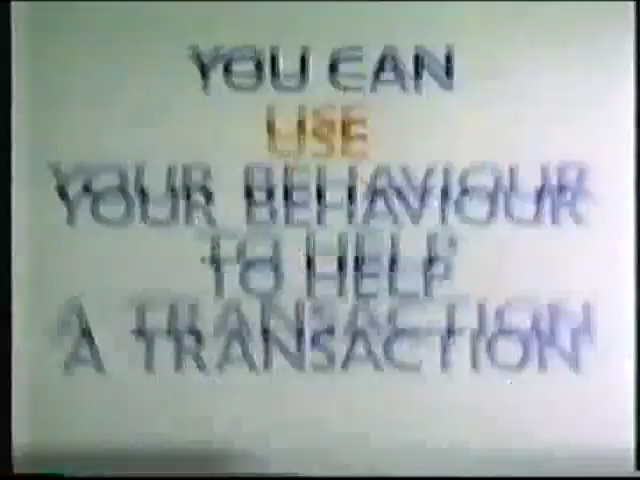 YOU CAN
USE
YOUR BEHAVIOUR
TO HELP
A TRANSACTION